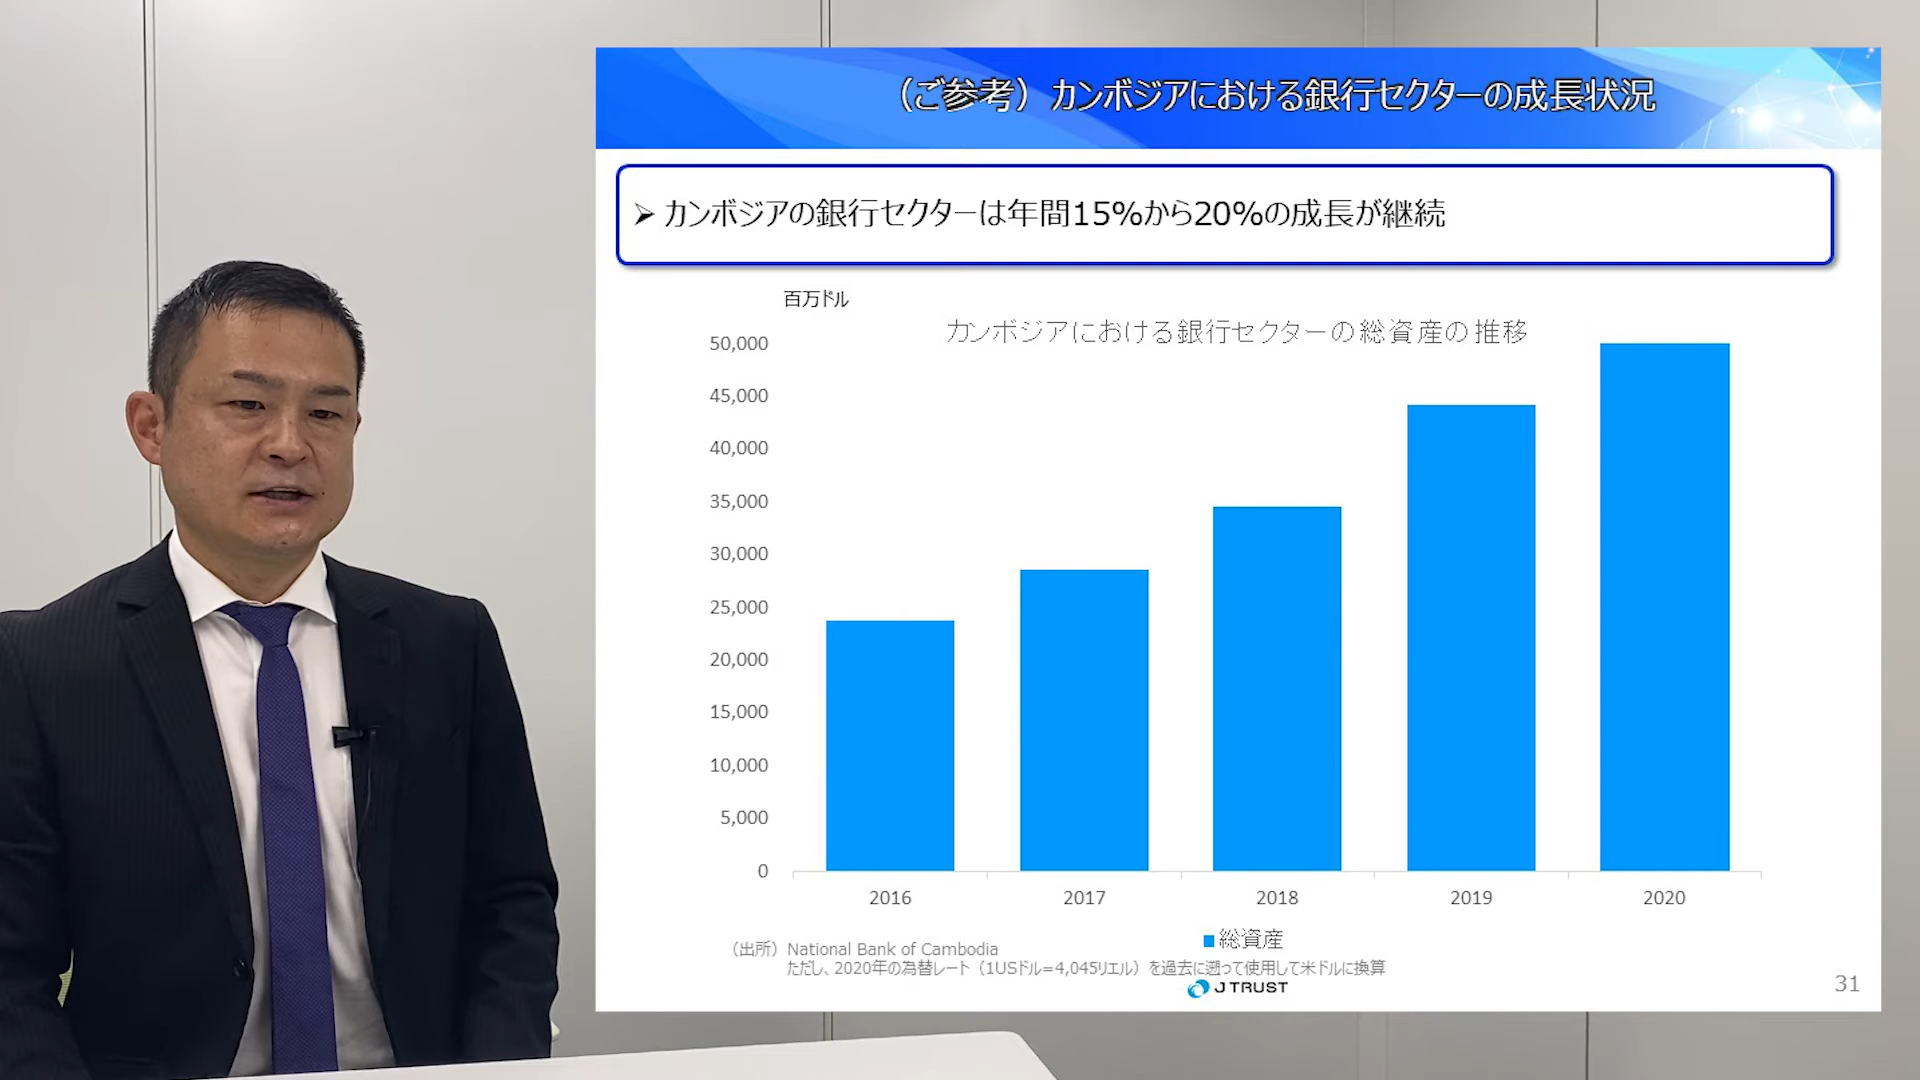 （ご参考）カンボジアにおける銀行セクターの成長状況
➢ カンボジアの銀行セクターは年間15%から20%の成長が継続
百万ドル
カンボジアにおける銀行セクターの総資産の推移
50,000
45,000
40,000
35,000
30,000
25,000
20,000
15,000
10,000
5,000
0
2016 2017 2018 2019 2020
■総資産
（出所）National Bank of Cambodia
ただし、2020年の為替レート（1USドル=4,045リエル）を過去に遡って使用して米ドルに換算
J TRUST
31